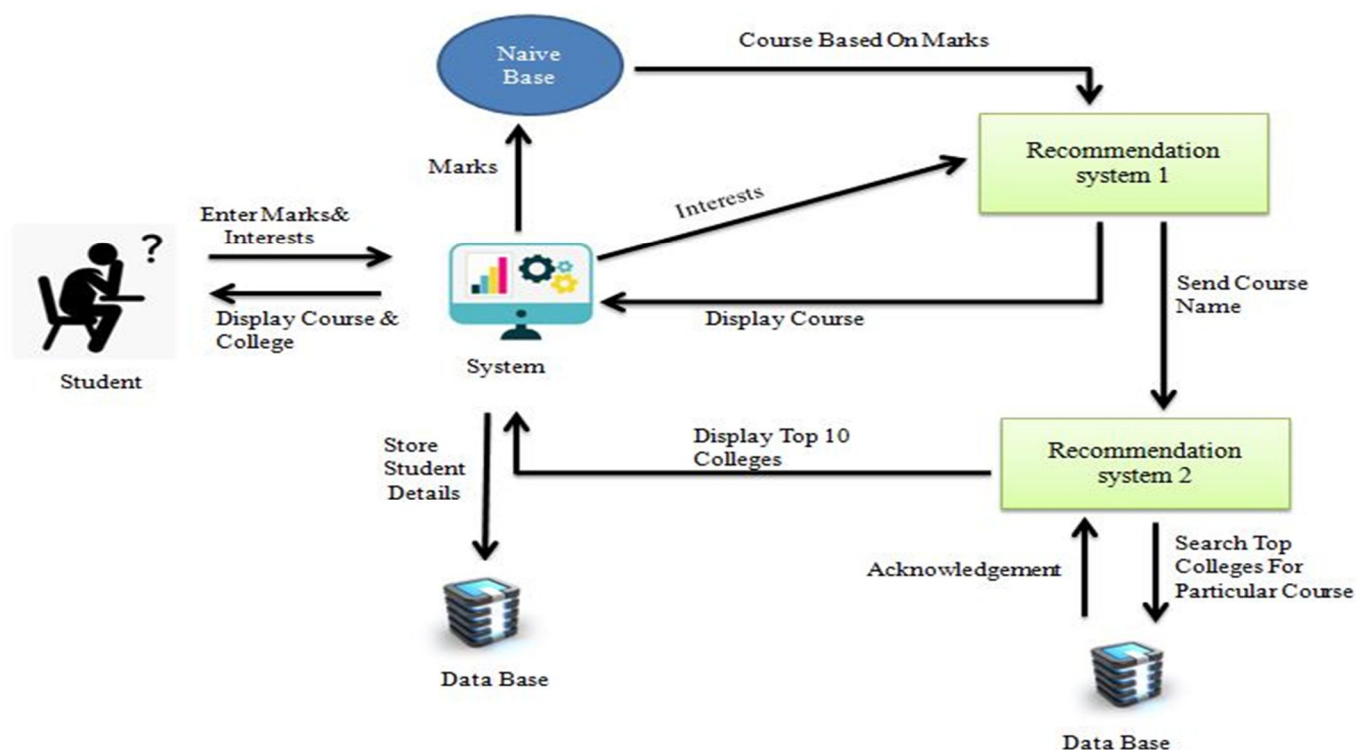 Naive
Base
Course Based On Marks
Marks
Recommendation
system 1
Interests
Enter Marks&
Interests
?
Display Course &
College
Student
System
Display Course
Send Course
Name
Store
Student
Details
Display Top 10
Colleges
Recommendation
system 2
Acknowledgement
Search Top
Colleges For
Particular Course
Data Base
Data Base